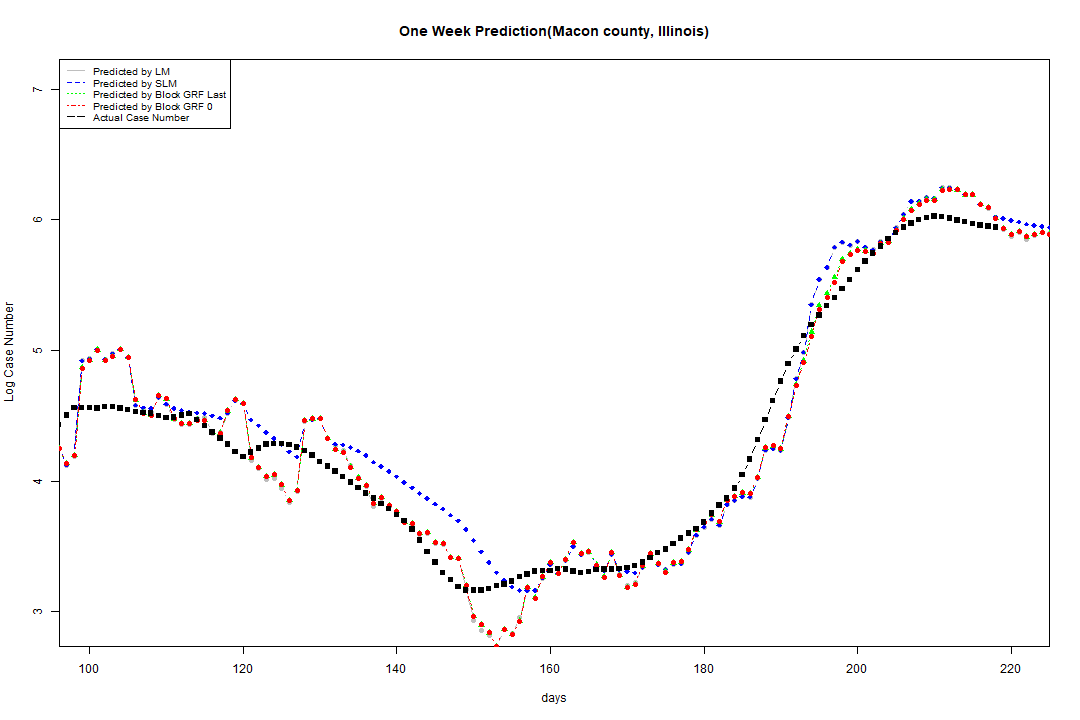 One Week Prediction(Macon county, Illinois)
Predicted by LM
Predicted by SLM
Predicted by Block GRF Last
Predicted by Block GRF 0
Actual Case Number
7
6
5
4
3
Log Case Number
100 120 140 160 180 200 220
days